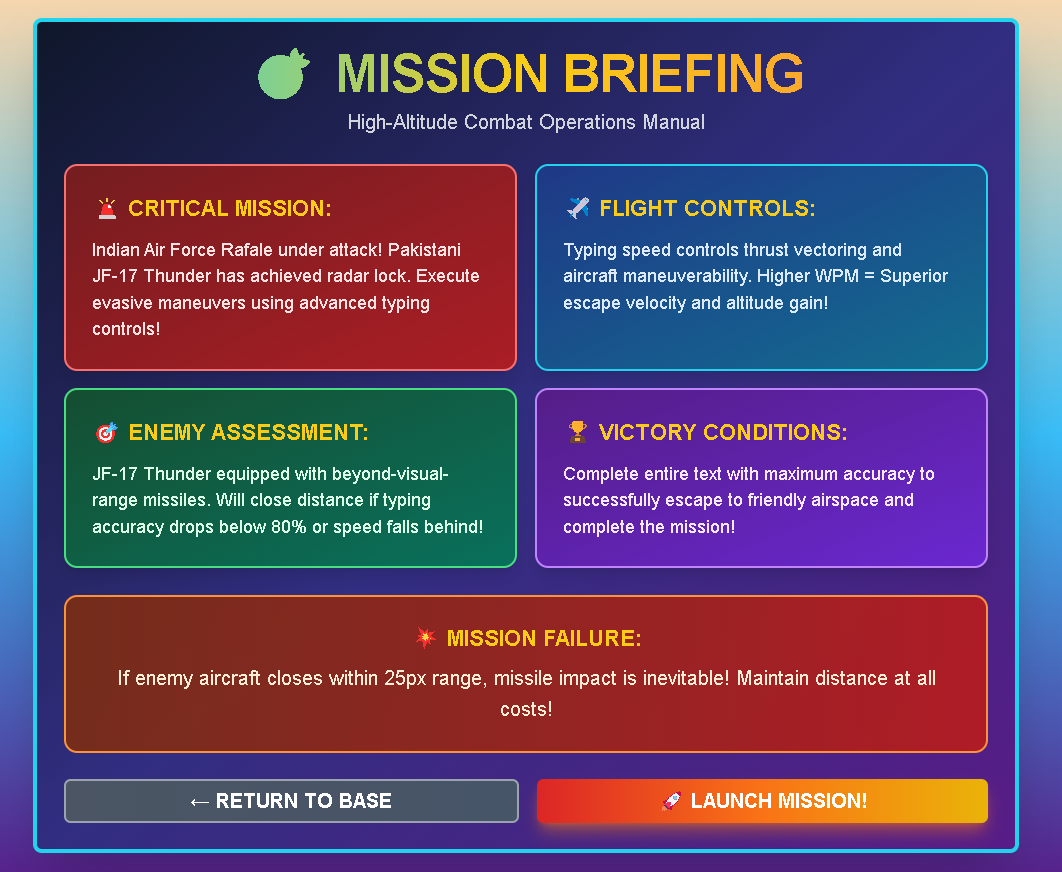 MISSION BRIEFING
High-Altitude Combat Operations Manual
CRITICAL MISSION:
Indian Air Force Rafale under attack! Pakistani
JF-17 Thunder has achieved radar lock. Execute
evasive maneuvers using advanced typing
controls!
FLIGHT CONTROLS:
Typing speed controls thrust vectoring and
aircraft maneuverability. Higher WPM = Superior
escape velocity and altitude gain!
ENEMY ASSESSMENT:
JF-17 Thunder equipped with beyond-visual-
range missiles. Will close distance if typing
accuracy drops below 80% or speed falls behind!
VICTORY CONDITIONS:
Complete entire text with maximum accuracy to
successfully escape to friendly airspace and
complete the mission!
MISSION FAILURE:
If enemy aircraft closes within 25px range, missile impact is inevitable! Maintain distance at all
costs!
← RETURN TO BASE
LAUNCH MISSION!